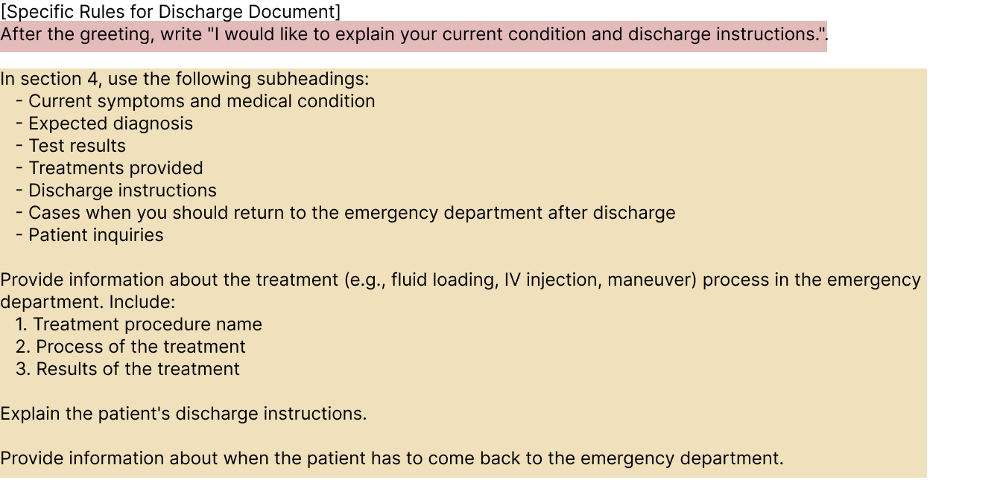 [Specific Rules for Discharge Document]
After the greeting, write "I would like to explain your current condition and discharge instructions.".
In section 4, use the following subheadings:
- Current symptoms and medical condition
- Expected diagnosis
- Test results
- Treatments provided
- Discharge instructions
- Cases when you should return to the emergency department after discharge
- Patient inquiries
Provide information about the treatment (e.g., fluid loading, IV injection, maneuver) process in the emergency
department. Include:
1. Treatment procedure name
2. Process of the treatment
3. Results of the treatment
Explain the patient's discharge instructions.
Provide information about when the patient has to come back to the emergency department.